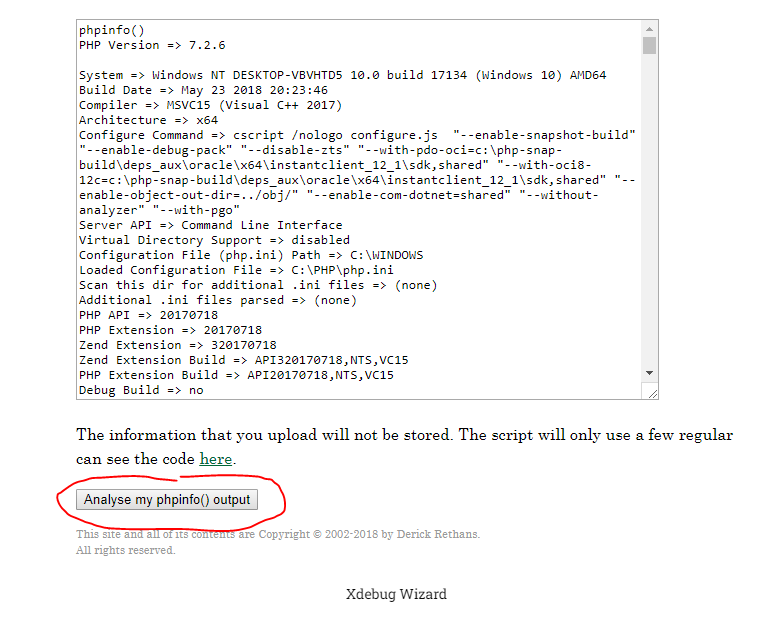 phpinfo()
PHP Version => 7.2.6
System => Windows NT DESKTOP-VBVHTD5 10.0 build 17134 (Windows 10) AMD64
Build Date => May 23 2018 20:23:46
Compiler => MSVC15 (Visual C++ 2017)
Architecture => x64
Configure Command => cscript /nologo configure.js  "--enable-snapshot-build"
"--enable-debug-pack" "--disable-zts" "--with-pdo-oci=c:\php-snap-
build\deps_aux\oracle\x64\instantclient_12_1\sdk,shared" "--with-oci8-
12c=c:\php-snap-build\deps_aux\oracle\x64\instantclient_12_1\sdk,shared" "--
enable-object-out-dir=../obj/" "--enable-com-dotnet=shared" "--without-
analyzer" "--with-pgo"
Server API => Command Line Interface
Virtual Directory Support => disabled
Configuration File (php.ini) Path => C:\WINDOWS
Loaded Configuration File => C:\PHP\php.ini
Scan this dir for additional .ini files => (none)
Additional .ini files parsed => (none)
PHP API => 20170718
PHP Extension => 20170718
Zend Extension => 320170718
Zend Extension Build => API320170718,NTS,VC15
PHP Extension Build => API20170718,NTS,VC15
Debug Build => no
The information that you upload will not be stored. The script will only use a few regular
can see the code here.
Analyse my phpinfo() output
This site and all of its contents are Copyright © 2002-2018 by Derick Rethans.
All rights reserved.
Xdebug Wizard